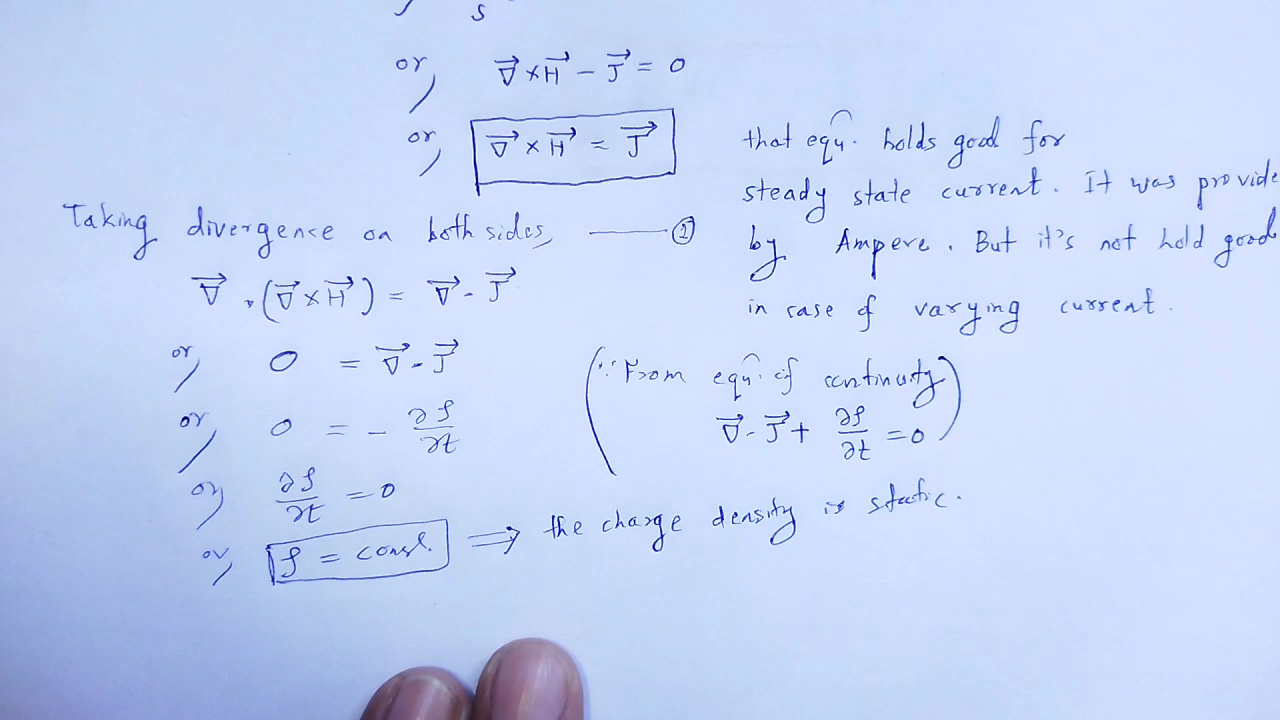 s
or, ∇⃗ × H⃗ − J⃗ = 0
or, ∇⃗ × H⃗ = J⃗
that equ. holds good for
steady state current. It was provide
by Ampere. But it's not hold good
in case of varying current.
Taking divergence on both sides, —— ②
∇⃗ . (∇⃗ × H⃗) = ∇⃗ . J⃗
or, 0 = ∇⃗ . J⃗
or, 0 = − ∂ρ/∂t
(∵ From equ. of continuity
∇⃗ . J⃗ + ∂ρ/∂t = 0)
or, ∂ρ/∂t = 0
or, ρ = const. ⟹ the charge density is static.